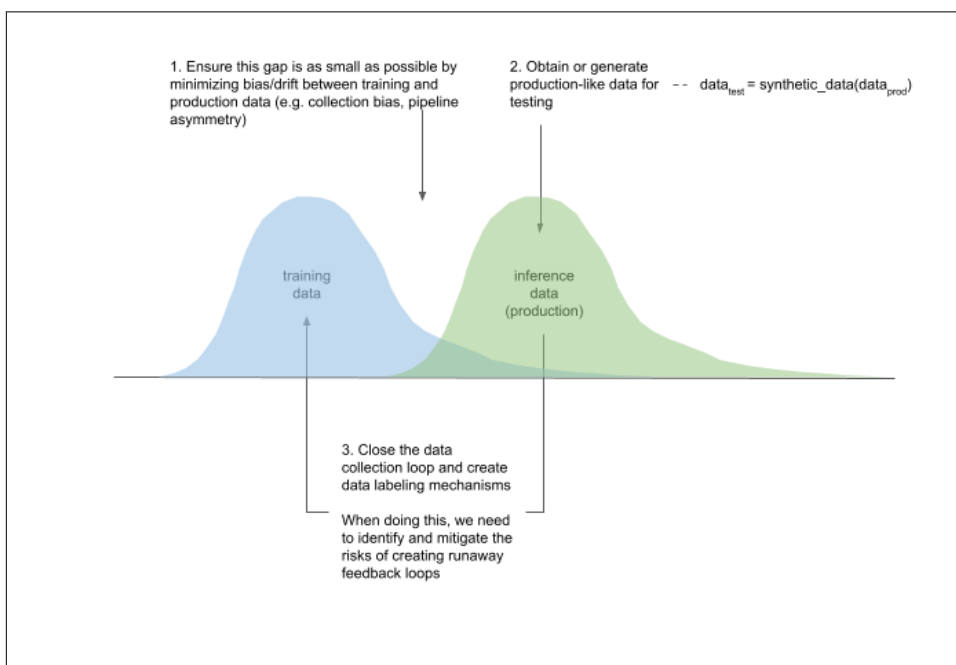 1. Ensure this gap is as small as possible by
minimizing bias/drift between training and
production data (e.g. collection bias, pipeline
asymmetry)
2. Obtain or generate
production-like data for
testing
-- data_test = synthetic_data(data_prod)
training
data
inference
data
(production)
3. Close the data
collection loop and create
data labeling mechanisms
When doing this, we need
to identify and mitigate the
risks of creating runaway
feedback loops